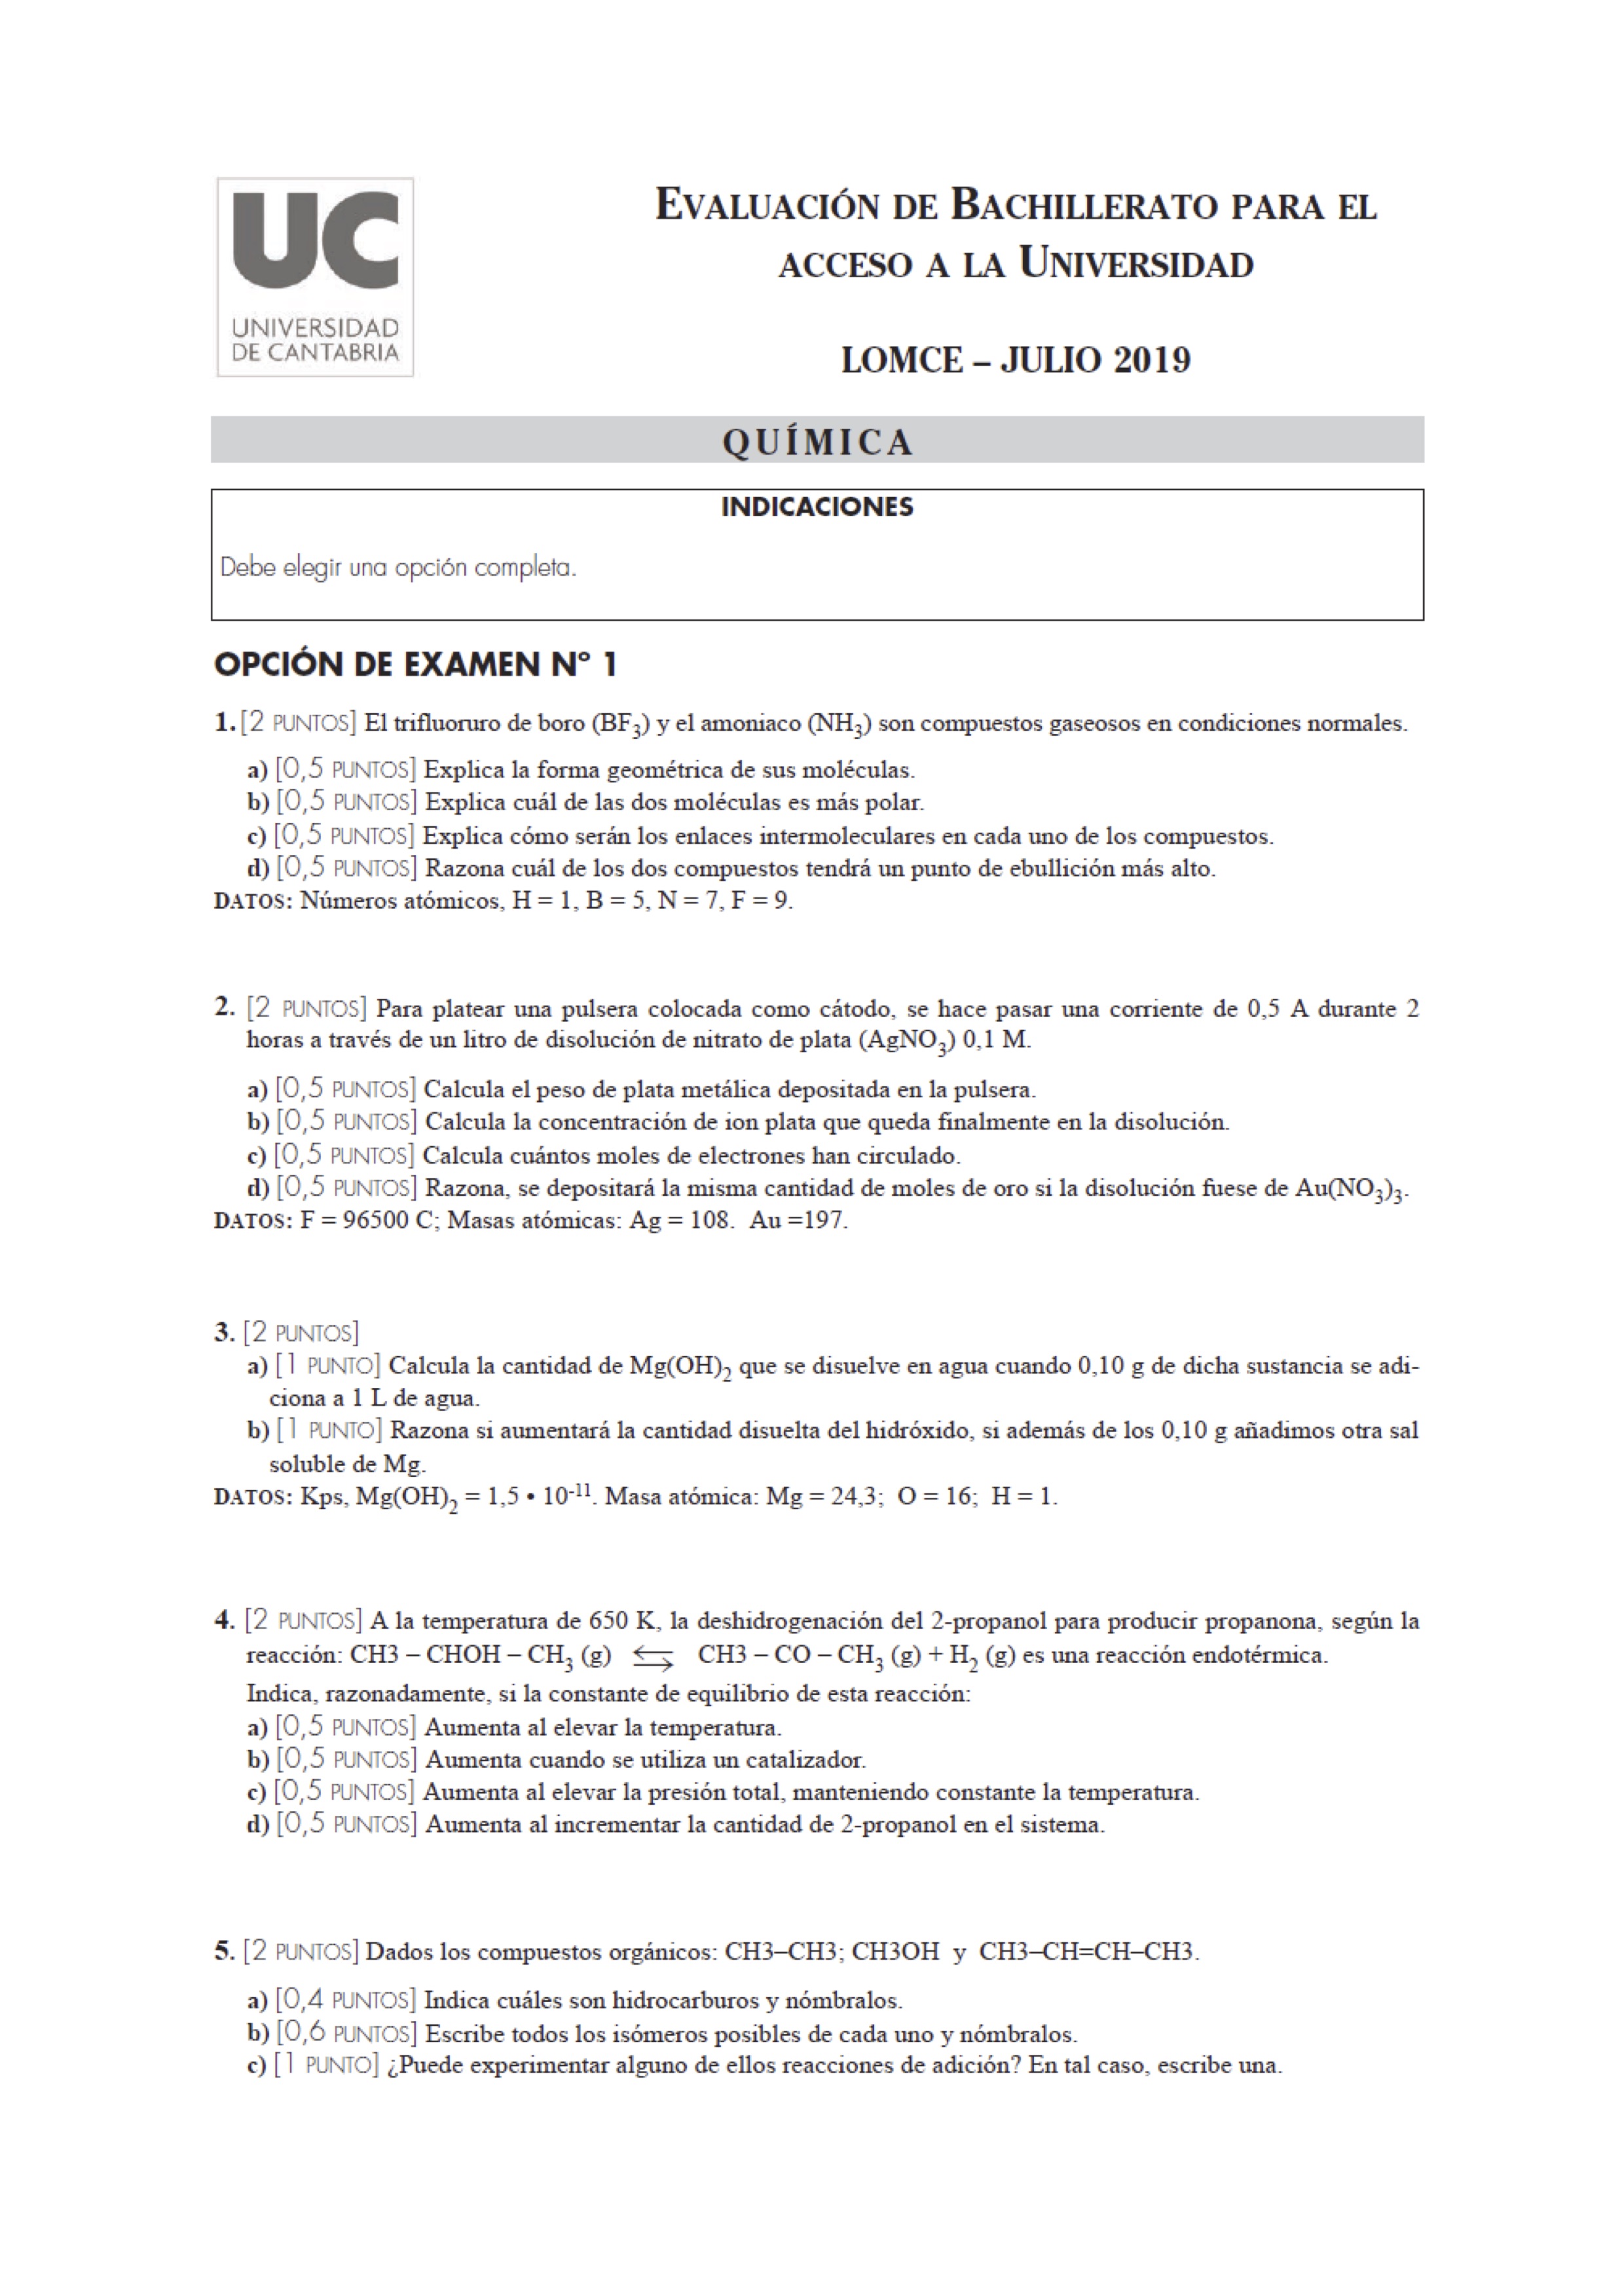 UC
UNIVERSIDAD
DE CANTABRIA
EVALUACIÓN DE BACHILLERATO PARA EL
ACCESO A LA UNIVERSIDAD
LOMCE – JULIO 2019
QUÍMICA
INDICACIONES
Debe elegir una opción completa.
OPCIÓN DE EXAMEN Nº 1
1. [2 PUNTOS] El trifluoruro de boro (BF₃) y el amoniaco (NH₃) son compuestos gaseosos en condiciones normales.
a) [0,5 PUNTOS] Explica la forma geométrica de sus moléculas.
b) [0,5 PUNTOS] Explica cuál de las dos moléculas es más polar.
c) [0,5 PUNTOS] Explica cómo serán los enlaces intermoleculares en cada uno de los compuestos.
d) [0,5 PUNTOS] Razona cuál de los dos compuestos tendrá un punto de ebullición más alto.
DATOS: Números atómicos, H = 1, B = 5, N = 7, F = 9.
2. [2 PUNTOS] Para platear una pulsera colocada como cátodo, se hace pasar una corriente de 0,5 A durante 2
horas a través de un litro de disolución de nitrato de plata (AgNO₃) 0,1 M.
a) [0,5 PUNTOS] Calcula el peso de plata metálica depositada en la pulsera.
b) [0,5 PUNTOS] Calcula la concentración de ion plata que queda finalmente en la disolución.
c) [0,5 PUNTOS] Calcula cuántos moles de electrones han circulado.
d) [0,5 PUNTOS] Razona, se depositará la misma cantidad de moles de oro si la disolución fuese de Au(NO₃)₃.
DATOS: F = 96500 C; Masas atómicas: Ag = 108. Au =197.
3. [2 PUNTOS]
a) [1 PUNTO] Calcula la cantidad de Mg(OH)₂ que se disuelve en agua cuando 0,10 g de dicha sustancia se adi-
ciona a 1 L de agua.
b) [1 PUNTO] Razona si aumentará la cantidad disuelta del hidróxido, si además de los 0,10 g añadimos otra sal
soluble de Mg.
DATOS: Kps, Mg(OH)₂ = 1,5 • 10⁻¹¹. Masa atómica: Mg = 24,3; O = 16; H = 1.
4. [2 PUNTOS] A la temperatura de 650 K, la deshidrogenación del 2-propanol para producir propanona, según la
reacción: CH3 – CHOH – CH₃ (g) ⇆ CH3 – CO – CH₃ (g) + H₂ (g) es una reacción endotérmica.
Indica, razonadamente, si la constante de equilibrio de esta reacción:
a) [0,5 PUNTOS] Aumenta al elevar la temperatura.
b) [0,5 PUNTOS] Aumenta cuando se utiliza un catalizador.
c) [0,5 PUNTOS] Aumenta al elevar la presión total, manteniendo constante la temperatura.
d) [0,5 PUNTOS] Aumenta al incrementar la cantidad de 2-propanol en el sistema.
5. [2 PUNTOS] Dados los compuestos orgánicos: CH3–CH3; CH3OH y CH3–CH=CH–CH3.
a) [0,4 PUNTOS] Indica cuáles son hidrocarburos y nómbralos.
b) [0,6 PUNTOS] Escribe todos los isómeros posibles de cada uno y nómbralos.
c) [1 PUNTO] ¿Puede experimentar alguno de ellos reacciones de adición? En tal caso, escribe una.